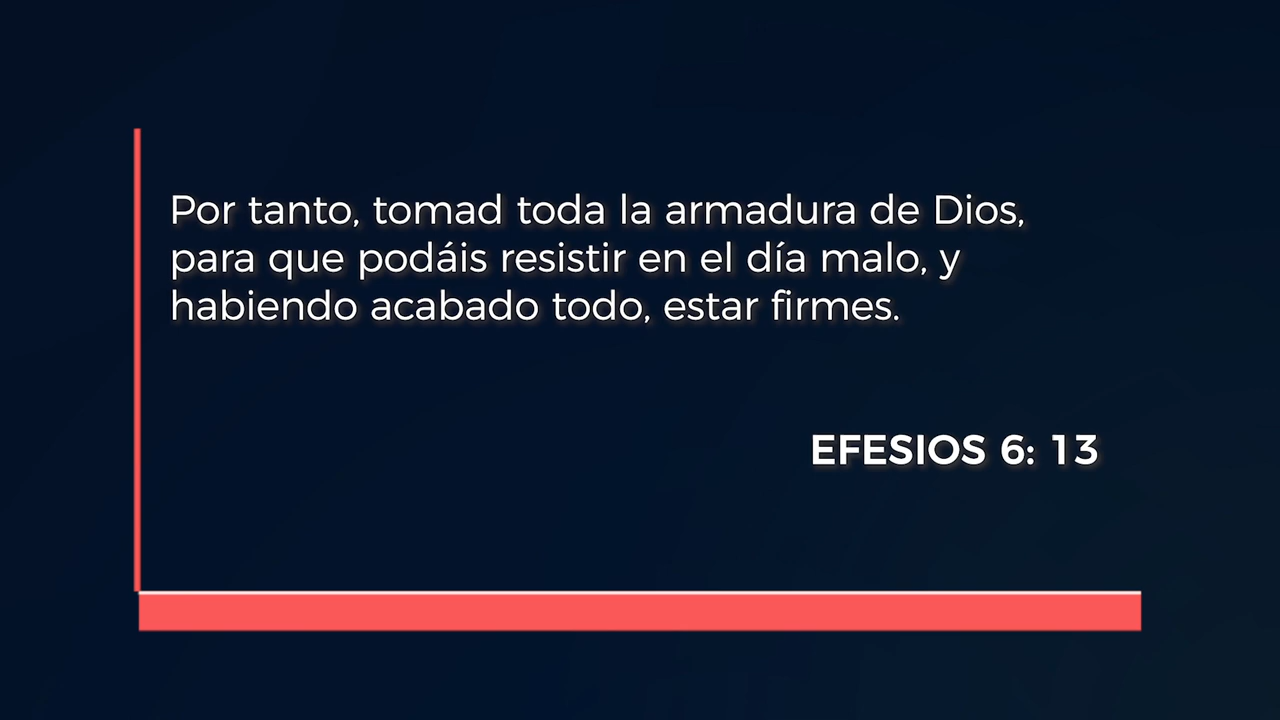 Por tanto, tomad toda la armadura de Dios,
para que podáis resistir en el día malo, y
habiendo acabado todo, estar firmes.
EFESIOS 6: 13